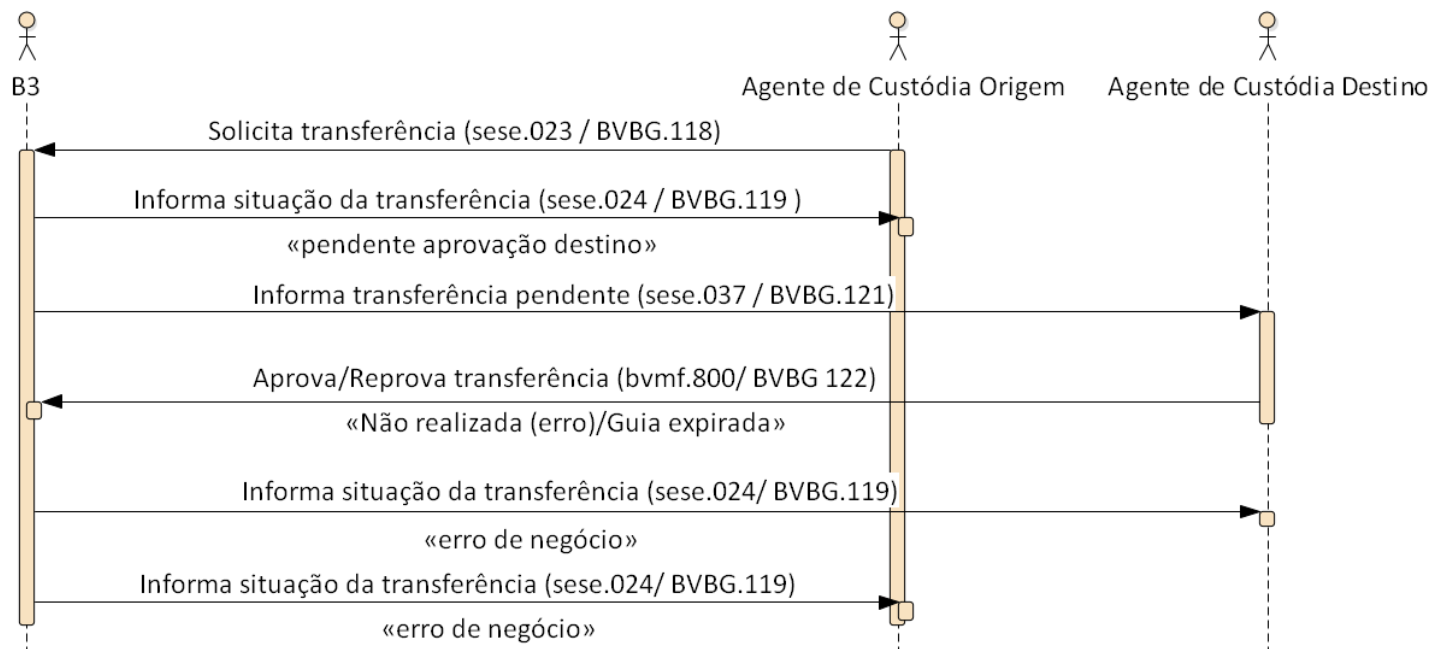 B3
Agente de Custódia Origem
Agente de Custódia Destino
Solicita transferência (sese.023 / BVBG.118)
Informa situação da transferência (sese.024 / BVBG.119 )
«pendente aprovação destino»
Informa transferência pendente (sese.037 / BVBG.121)
Aprova/Reprova transferência (bvmf.800/ BVBG 122)
«Não realizada (erro)/Guia expirada»
Informa situação da transferência (sese.024/ BVBG.119)
«erro de negócio»
Informa situação da transferência (sese.024/ BVBG.119)
«erro de negócio»